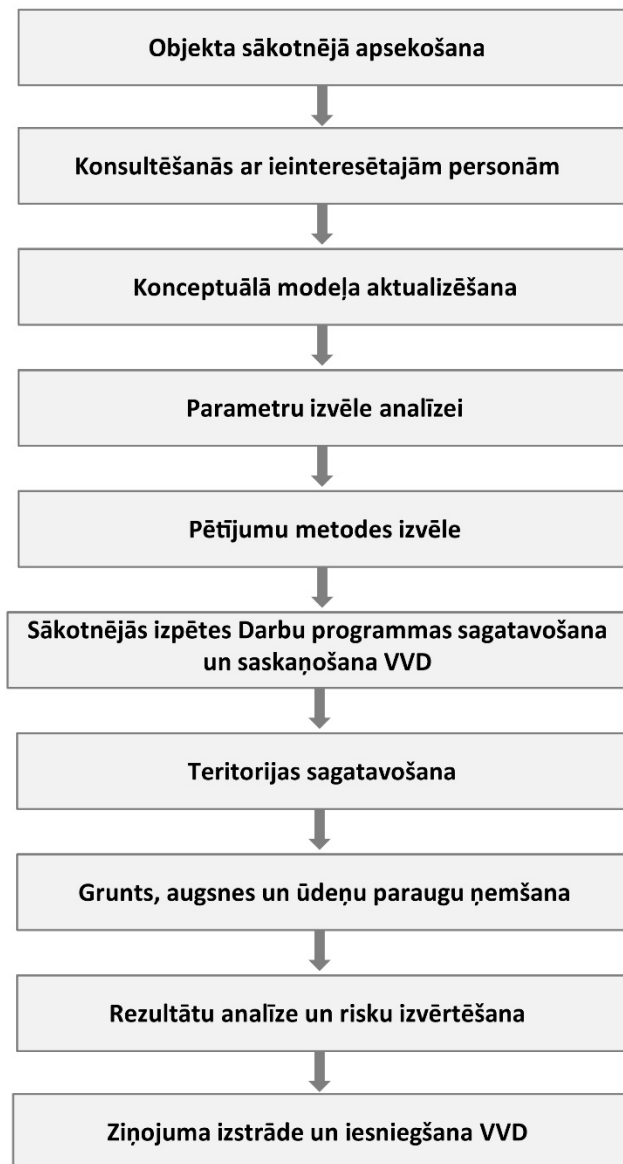 Objekta sākotnējā apsekošana
Konsultēšanās ar ieinteresētajām personām
Konceptuālā modeļa aktualizēšana
Parametru izvēle analīzei
Pētījumu metodes izvēle
Sākotnējās izpētes Darbu programmas sagatavošana
un saskaņošana VVD
Teritorijas sagatavošana
Grunts, augsnes un ūdeņu paraugu ņemšana
Rezultātu analīze un risku izvērtēšana
Ziņojuma izstrāde un iesniegšana VVD